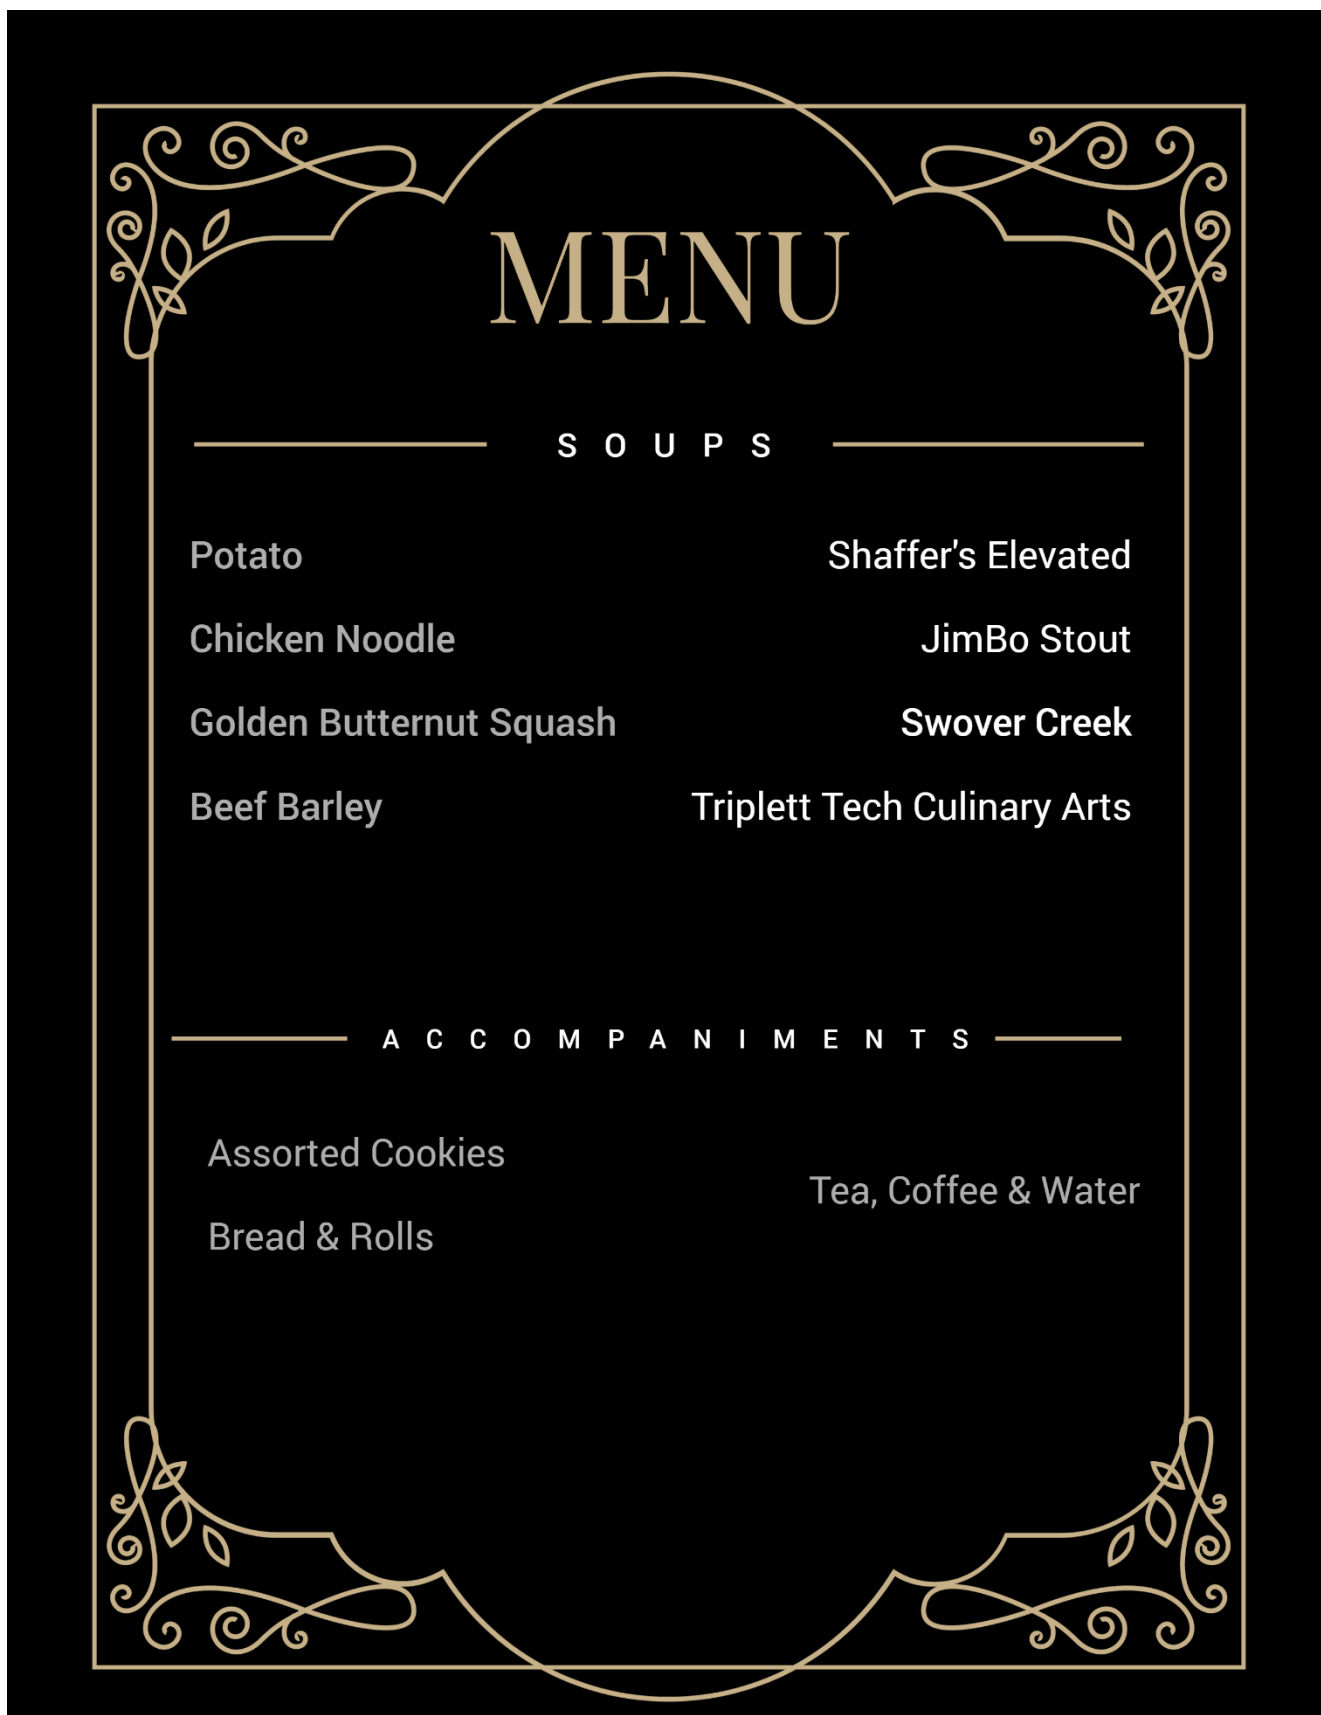 MENU
SOUPS
Potato Shaffer's Elevated
Chicken Noodle JimBo Stout
Golden Butternut Squash Swover Creek
Beef Barley Triplett Tech Culinary Arts
ACCOMPANIMENTS
Assorted Cookies
Tea, Coffee & Water
Bread & Rolls